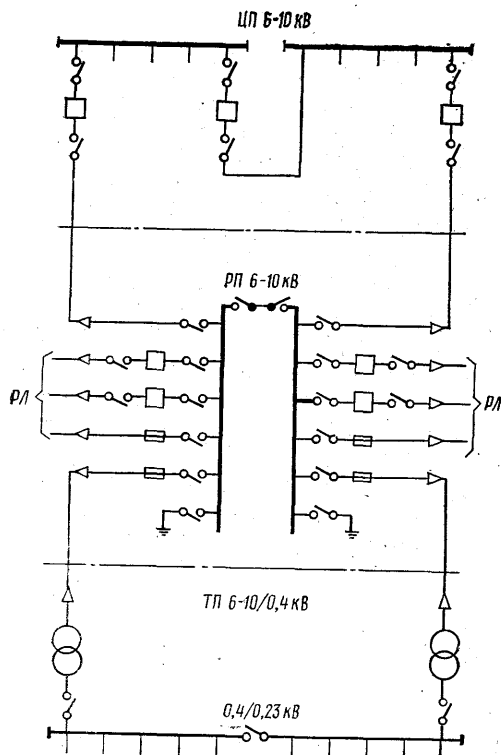 ЦП 6-10 кВ
РП 6-10 кВ
РЛ
РЛ
ТП 6-10/0,4 кВ
0,4/0,23 кВ